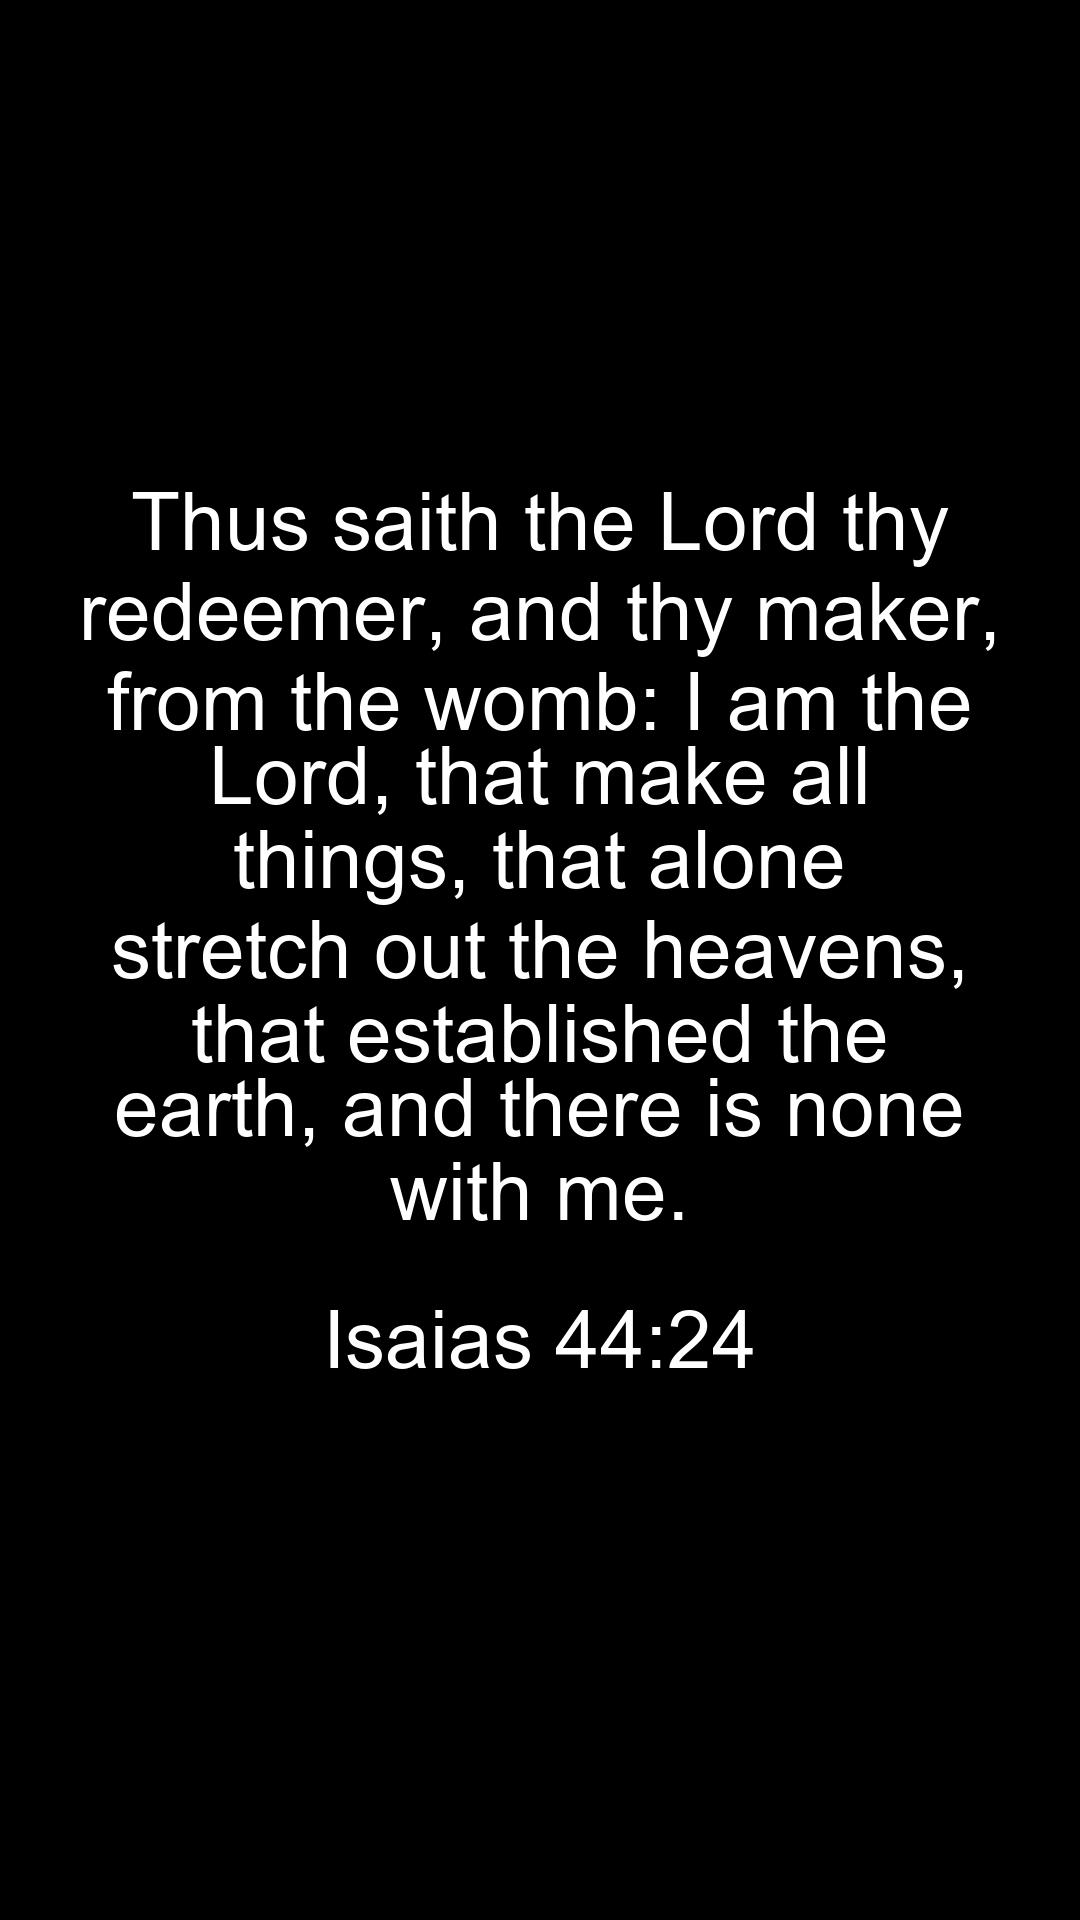 Thus saith the Lord thy
redeemer, and thy maker,
from the womb: I am the
Lord, that make all
things, that alone
stretch out the heavens,
that established the
earth, and there is none
with me.
Isaias 44:24